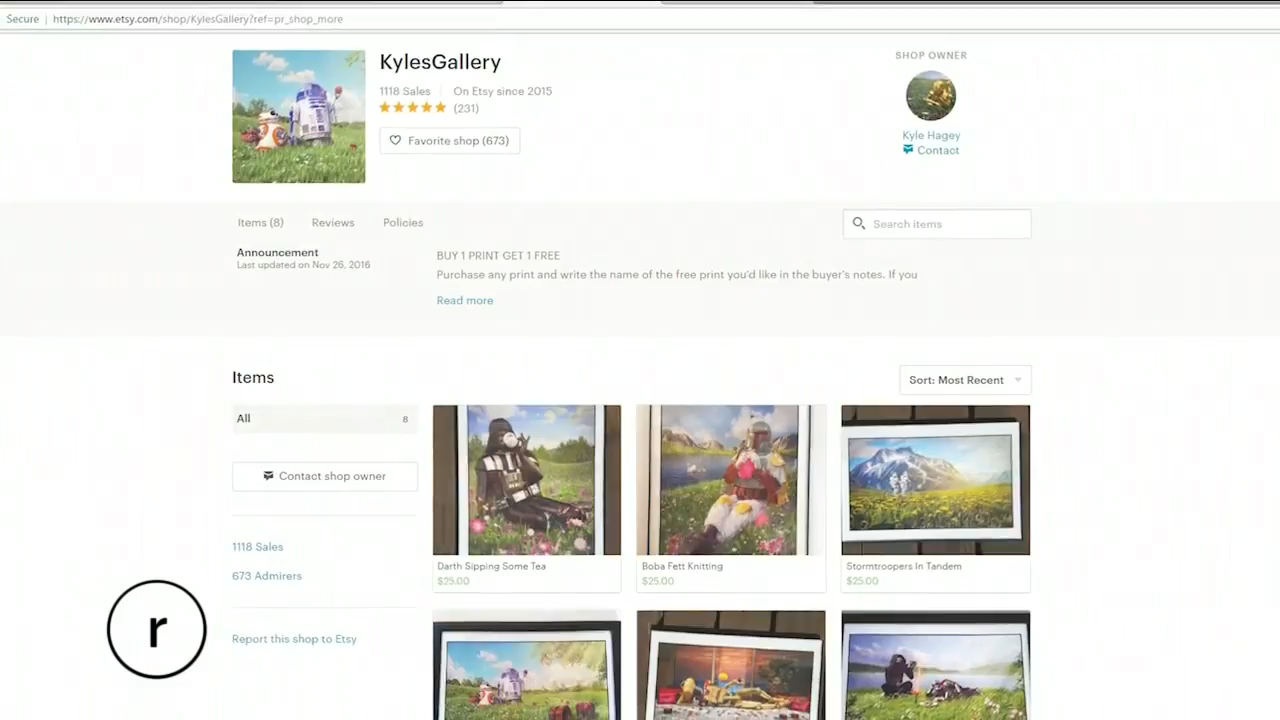 Secure | https://www.etsy.com/shop/KylesGallery?ref=pr_shop_more
KylesGallery
1118 Sales
On Etsy since 2015
(231)
Favorite shop (673)
SHOP OWNER
Kyle Hagey
Contact
Items (8)
Reviews
Policies
Search items
Announcement
Last updated on Nov 26, 2016
BUY 1 PRINT GET 1 FREE
Purchase any print and write the name of the free print you'd like in the buyer's notes. If you
Read more
Items
Sort: Most Recent
All
8
Contact shop owner
1118 Sales
673 Admirers
Report this shop to Etsy
Darth Sipping Some Tea
$25.00
Boba Fett Knitting
$25.00
Stormtroopers In Tandem
$25.00
r